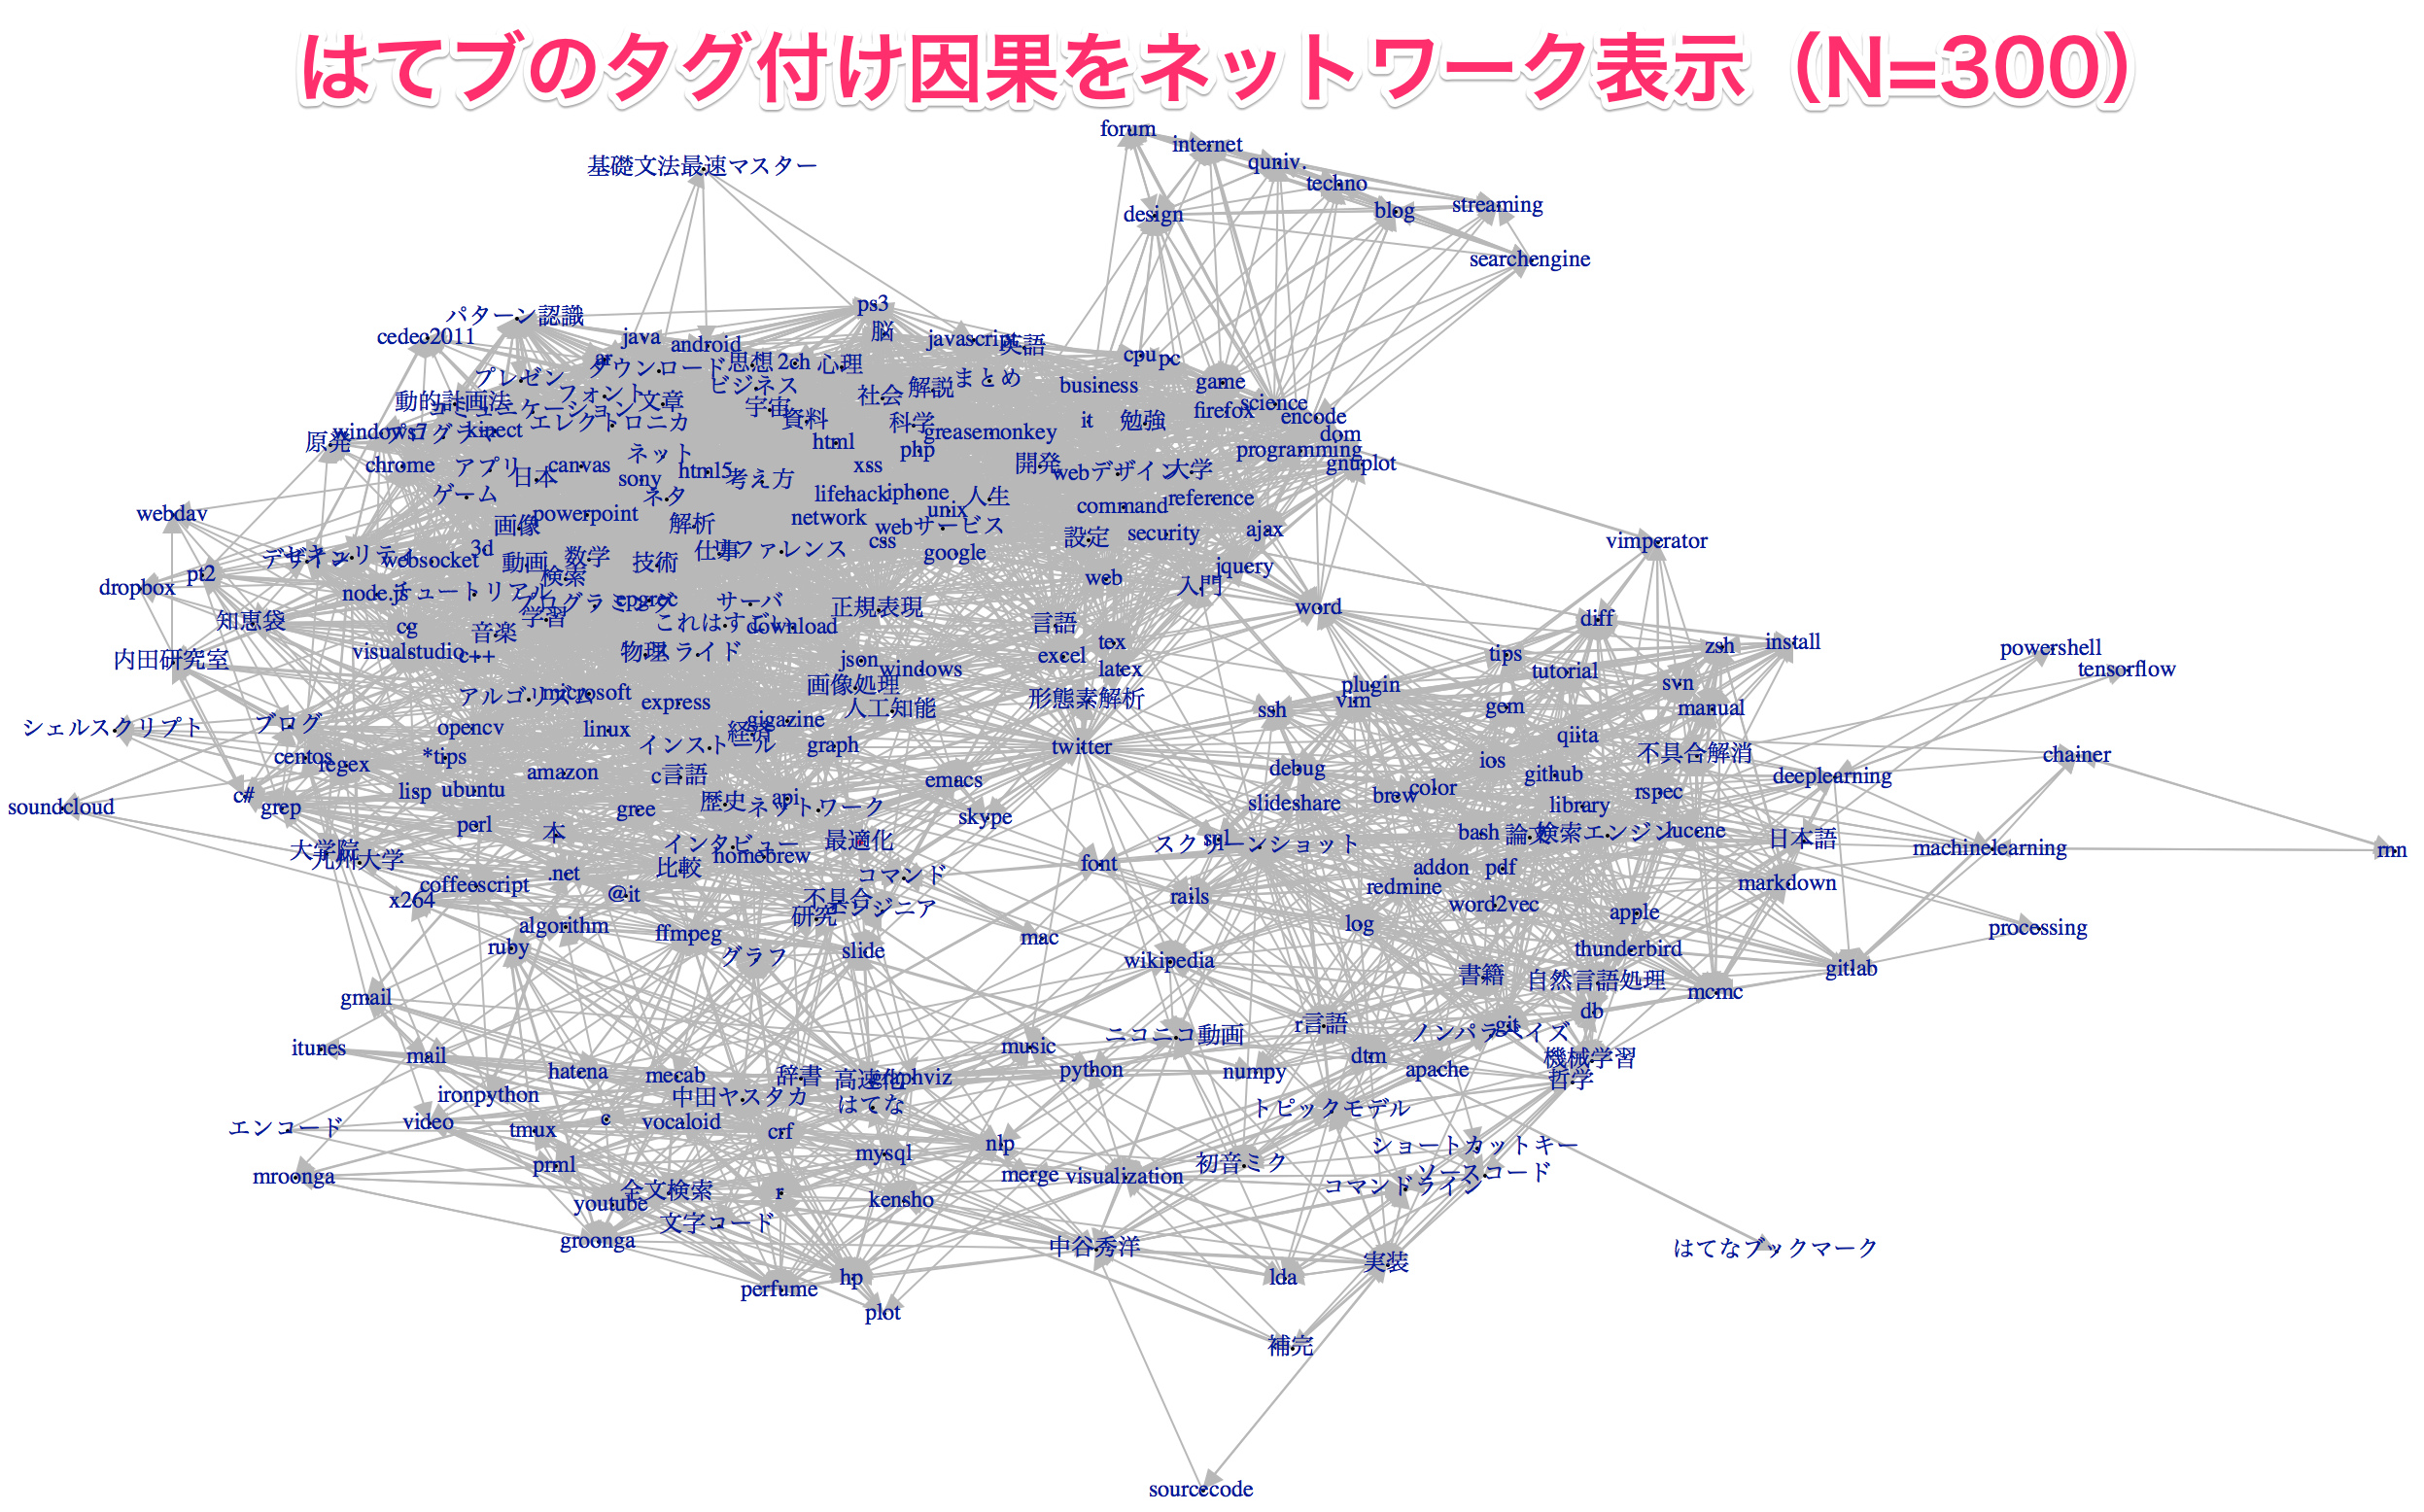 はてブのタグ付け因果をネットワーク表示（N=300）
forum
internet
quniv.
techno
基礎文法最速マスター
blog
streaming
design
searchengine
ps3
パターン認識
脳
cedec2011
java
android
javascript
英語
cpu
pc
ar
ダウンロード
思想
2ch
心理
プレゼン
フォント
ビジネス
社会
解説
まとめ
business
game
動的計画法
コミュニケーション
文章
宇宙
資料
science
firefox
encode
原発
windows7
プログラマ
kinect
エレクトロニカ
科学
greasemonkey
it
勉強
dom
html
php
programming
gnuplot
chrome
アプリ
日本
canvas
ネット
sony
html5
考え方
xss
開発
webデザイン
大学
ゲーム
ネタ
lifehack
iphone
人生
reference
webdav
画像
powerpoint
解析
network
unix
command
webサービス
設定
security
ajax
vimperator
デザイン
セキュリティ
websocket
3d
動画
数学
技術
仕事
リファレンス
css
google
検索
web
jquery
入門
dropbox
pt2
node.js
チュートリアル
プログラミング
epgrec
サーバ
正規表現
word
知恵袋
cg
音楽
学習
これはすごい
download
言語
diff
tex
内田研究室
visualstudio
c++
物理
スライド
json
windows
excel
latex
tips
tutorial
zsh
install
powershell
tensorflow
アルゴリズム
microsoft
express
画像処理
人工知能
形態素解析
plugin
vim
svn
シェルスクリプト
ブログ
opencv
linux
gigazine
経済
ssh
gem
manual
centos
regex
*tips
インストール
graph
twitter
qiita
不具合解消
chainer
amazon
c言語
emacs
debug
ios
github
deeplearning
soundcloud
c#
grep
lisp
ubuntu
gree
歴史
api
ネットワーク
skype
slideshare
brew
color
library
rspec
perl
本
インタビュー
最適化
sql
スクリーンショット
bash
論文
検索エンジン
lucene
日本語
machinelearning
rnn
大学院
九州大学
homebrew
比較
font
addon
pdf
coffeescript
.net
@it
コマンド
redmine
markdown
x264
不具合
研究
エンジニア
rails
word2vec
apple
algorithm
ffmpeg
mac
log
processing
ruby
グラフ
slide
wikipedia
thunderbird
gitlab
gmail
書籍
自然言語処理
mcmc
db
itunes
mail
music
ニコニコ動画
r言語
ノンパラベイズ
git
hatena
mecab
辞書
高速化
graphviz
python
numpy
dtm
apache
機械学習
哲学
ironpython
中田ヤスタカ
はてな
トピックモデル
エンコード
video
tmux
c
vocaloid
crf
nlp
mysql
ショートカットキー
mroonga
prml
merge
visualization
初音ミク
ソースコード
コマンドライン
全文検索
youtube
r
kensho
文字コード
groonga
中谷秀洋
はてなブックマーク
perfume
hp
lda
実装
plot
補完
sourcecode